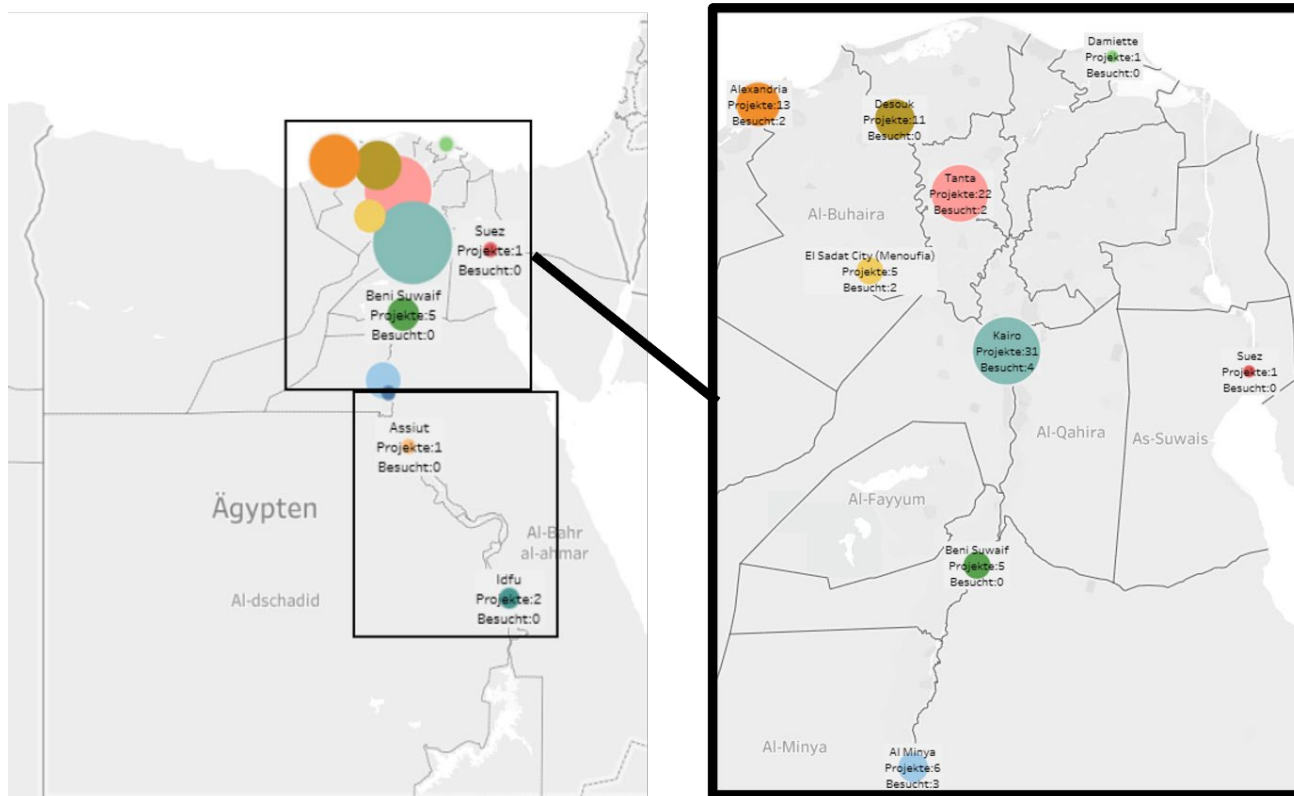 Suez
Projekte:1
Besucht:0
Beni Suwaif
Projekte:5
Besucht:0
Assiut
Projekte:1
Besucht:0
Ägypten
Al-Bahr
al-ahmar
Al-dschadid
Idfu
Projekte:2
Besucht:0
Damiette
Projekte:1
Besucht:0
Alexandria
Projekte:13
Besucht:2
Desouk
Projekte:11
Besucht:0
Tanta
Projekte:22
Besucht:2
Al-Buhaira
El Sadat City (Menoufia)
Projekte:5
Besucht:2
Kairo
Projekte:31
Besucht:4
Suez
Projekte:1
Besucht:0
Al-Qahira
As-Suwais
Al-Fayyum
Beni Suwaif
Projekte:5
Besucht:0
Al-Minya
Al Minya
Projekte:6
Besucht:3